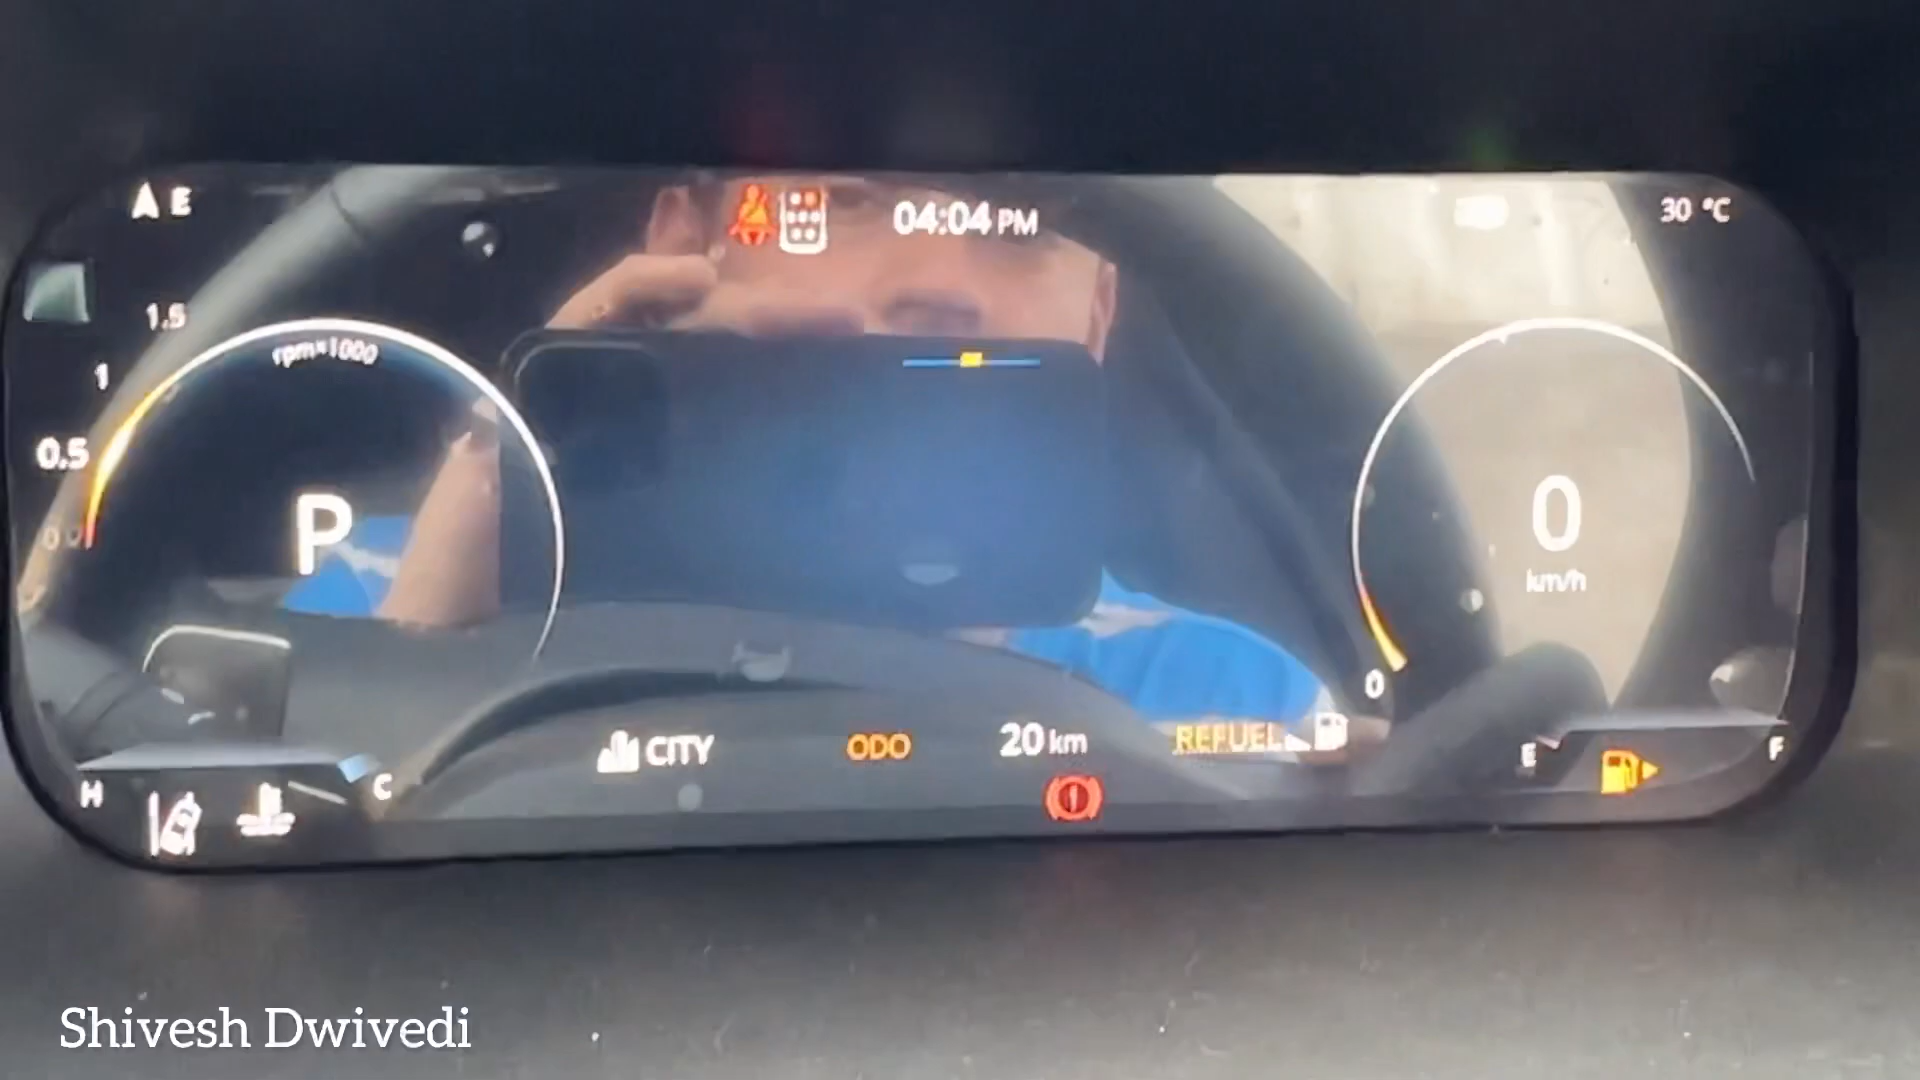 E
04:04 PM
30 °C
1.5
rpm×1000
1
0.5
0
P
0
km/h
0
CITY
ODO
20 km
REFUEL
E
F
H
C
Shivesh Dwivedi